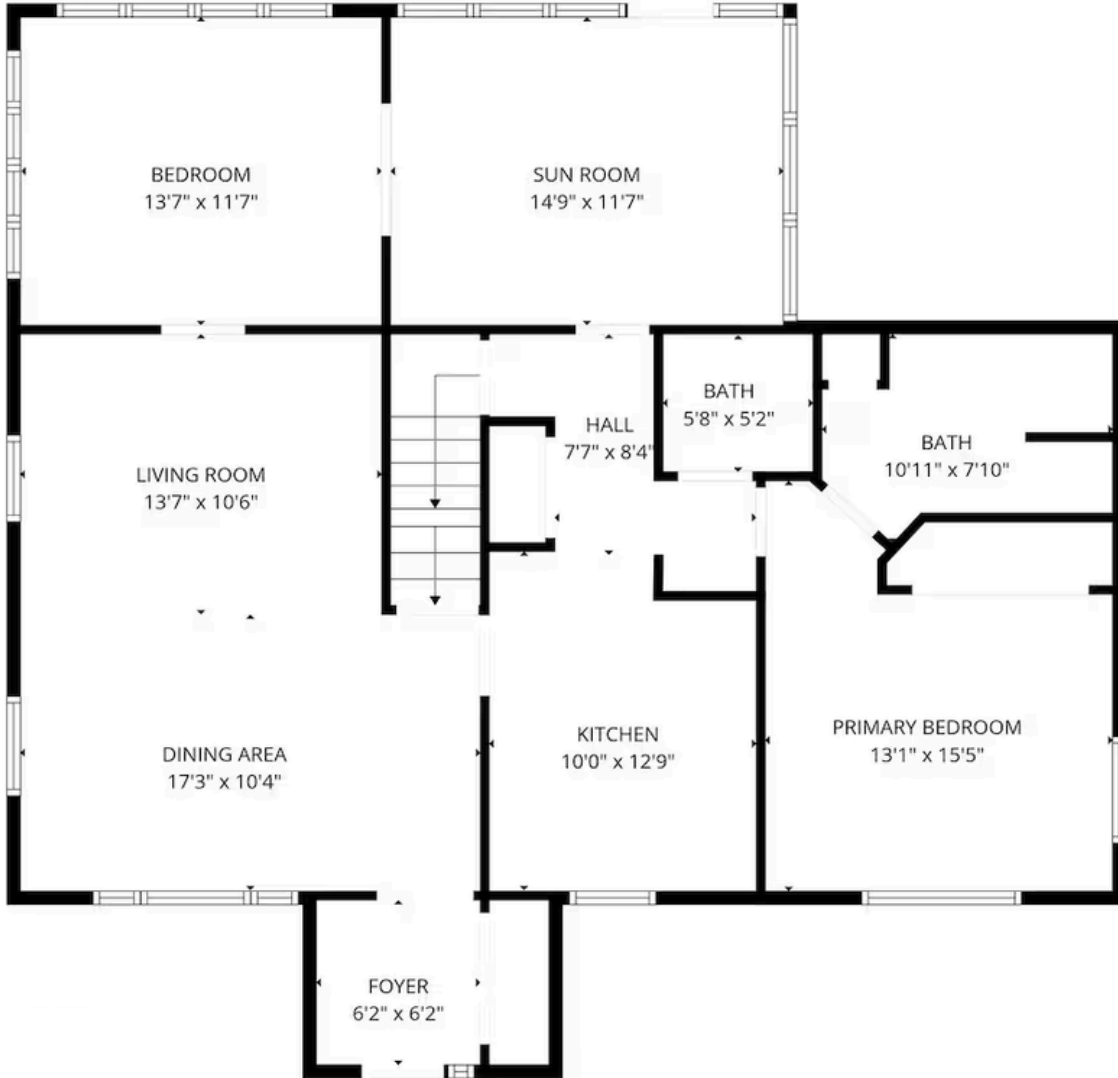 BEDROOM
13'7" x 11'7"
SUN ROOM
14'9" x 11'7"
BATH
5'8" x 5'2"
HALL
7'7" x 8'4"
BATH
10'11" x 7'10"
LIVING ROOM
13'7" x 10'6"
PRIMARY BEDROOM
13'1" x 15'5"
KITCHEN
10'0" x 12'9"
DINING AREA
17'3" x 10'4"
FOYER
6'2" x 6'2"